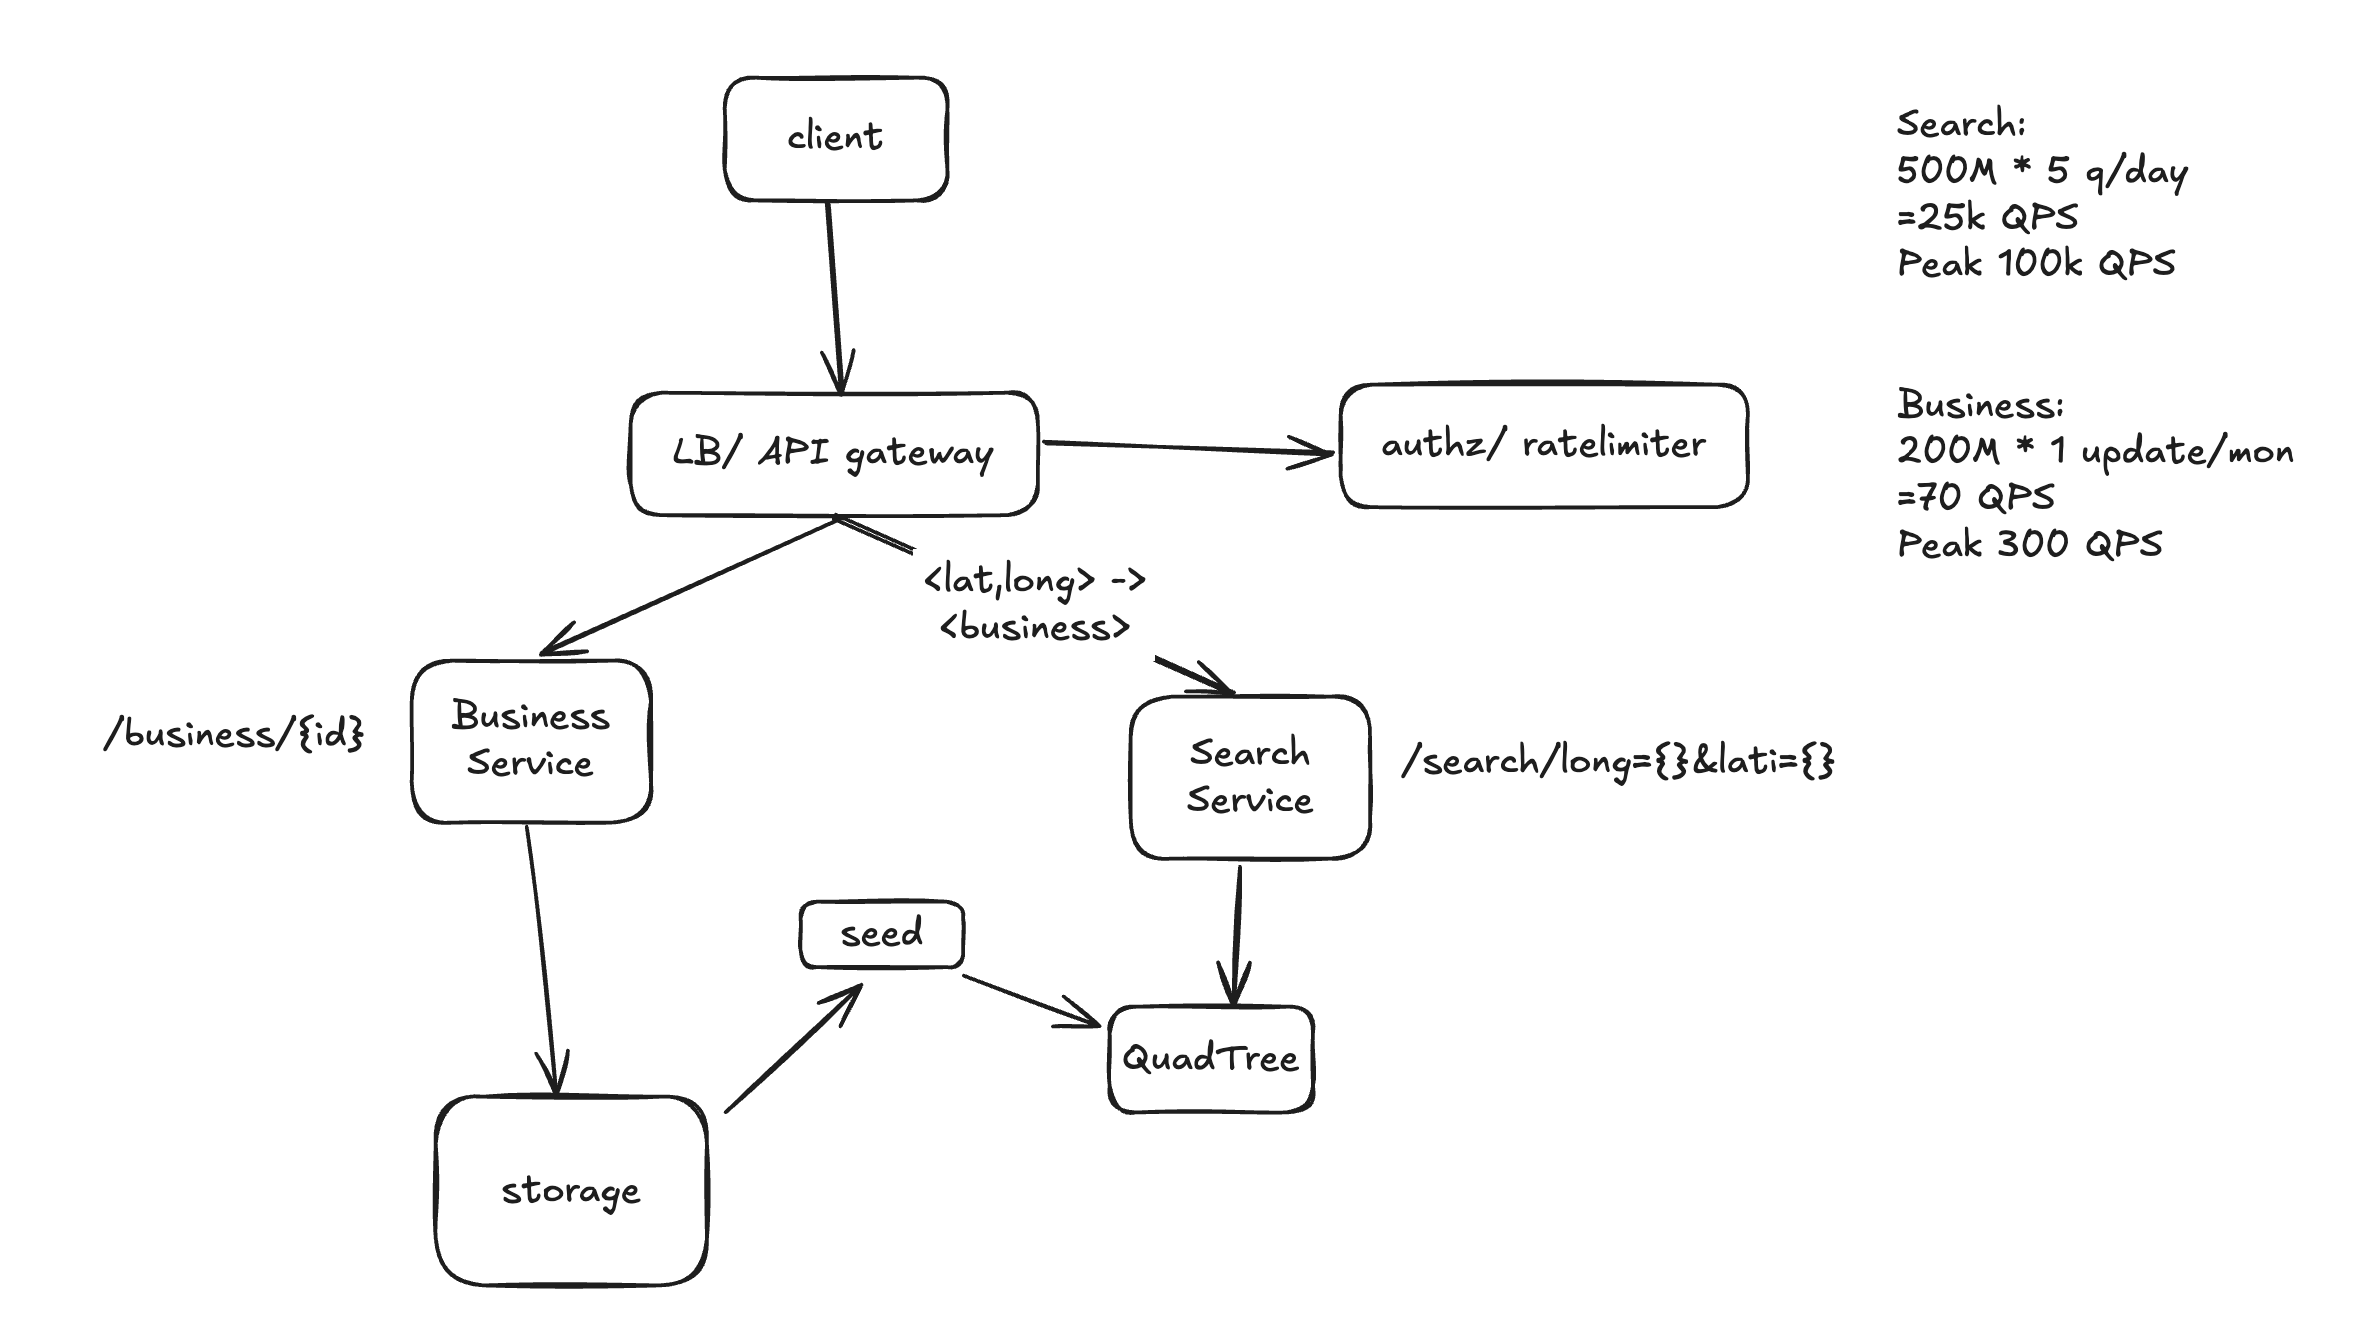 client
Search:
500M * 5 q/day
=25k QPS
Peak 100k QPS
LB/ API gateway
authz/ ratelimiter
Business:
200M * 1 update/mon
=70 QPS
Peak 300 QPS
<lat,long> ->
<business>
/business/{id}
Business
Service
Search
Service
/search/long={}&lati={}
seed
QuadTree
storage